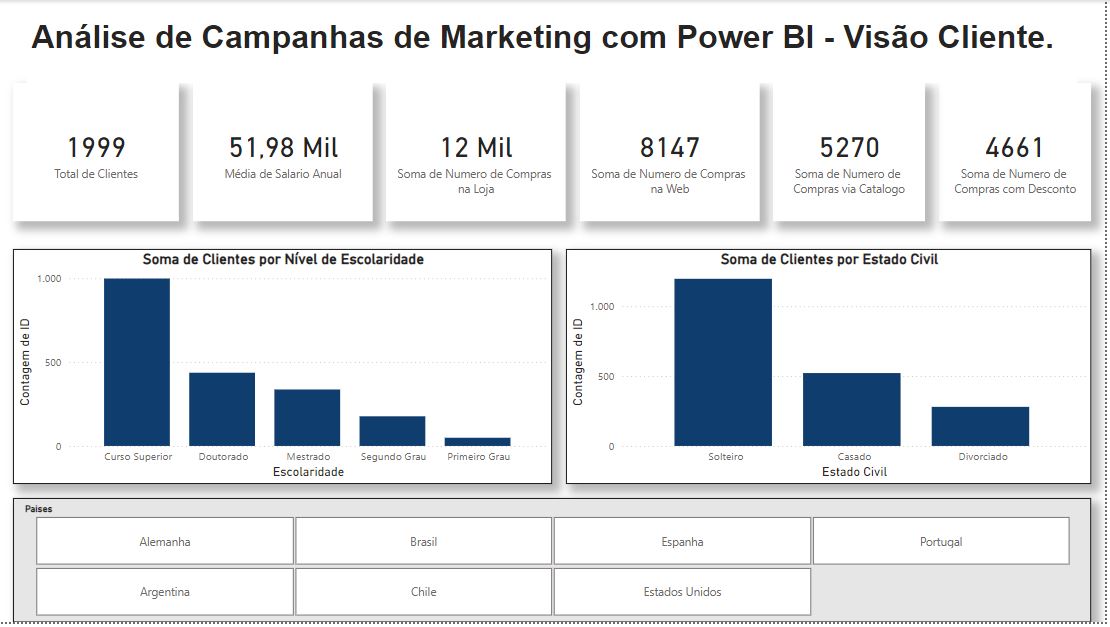 Análise de Campanhas de Marketing com Power BI - Visão Cliente.
1999
Total de Clientes
51,98 Mil
Média de Salario Anual
12 Mil
Soma de Numero de Compras
na Loja
8147
Soma de Numero de Compras
na Web
5270
Soma de Numero de
Compras via Catalogo
4661
Soma de Numero de
Compras com Desconto
Soma de Clientes por Nível de Escolaridade
Contagem de ID
1.000
500
0
Curso Superior
Doutorado
Mestrado
Segundo Grau
Primeiro Grau
Escolaridade
Soma de Clientes por Estado Civil
Contagem de ID
1.000
500
0
Solteiro
Casado
Divorciado
Estado Civil
Paises
Alemanha
Brasil
Espanha
Portugal
Argentina
Chile
Estados Unidos